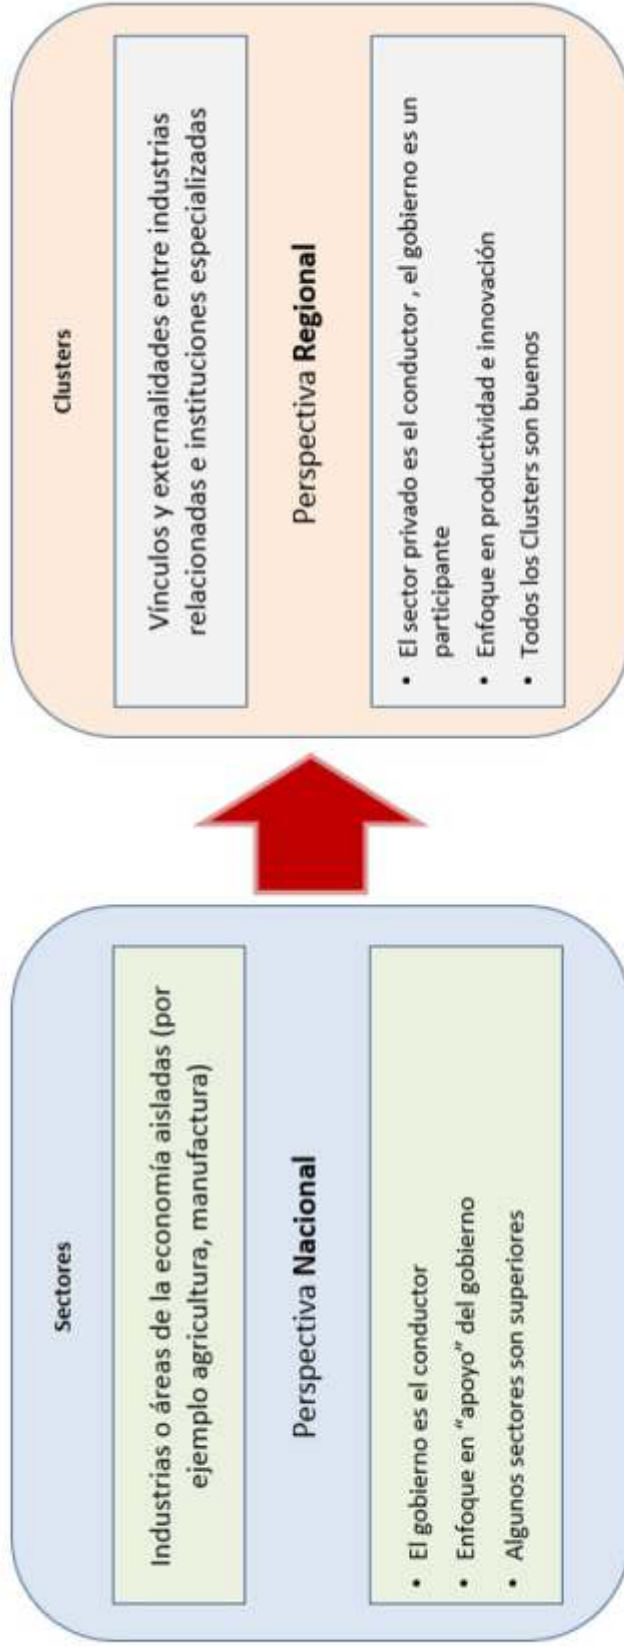 Sectores
Industrias o áreas de la economía aisladas (por
ejemplo agricultura, manufactura)
Perspectiva Nacional
• El gobierno es el conductor
• Enfoque en “apoyo” del gobierno
• Algunos sectores son superiores
Clusters
Vínculos y externalidades entre industrias
relacionadas e instituciones especializadas
Perspectiva Regional
• El sector privado es el conductor , el gobierno es un
participante
• Enfoque en productividad e innovación
• Todos los Clusters son buenos